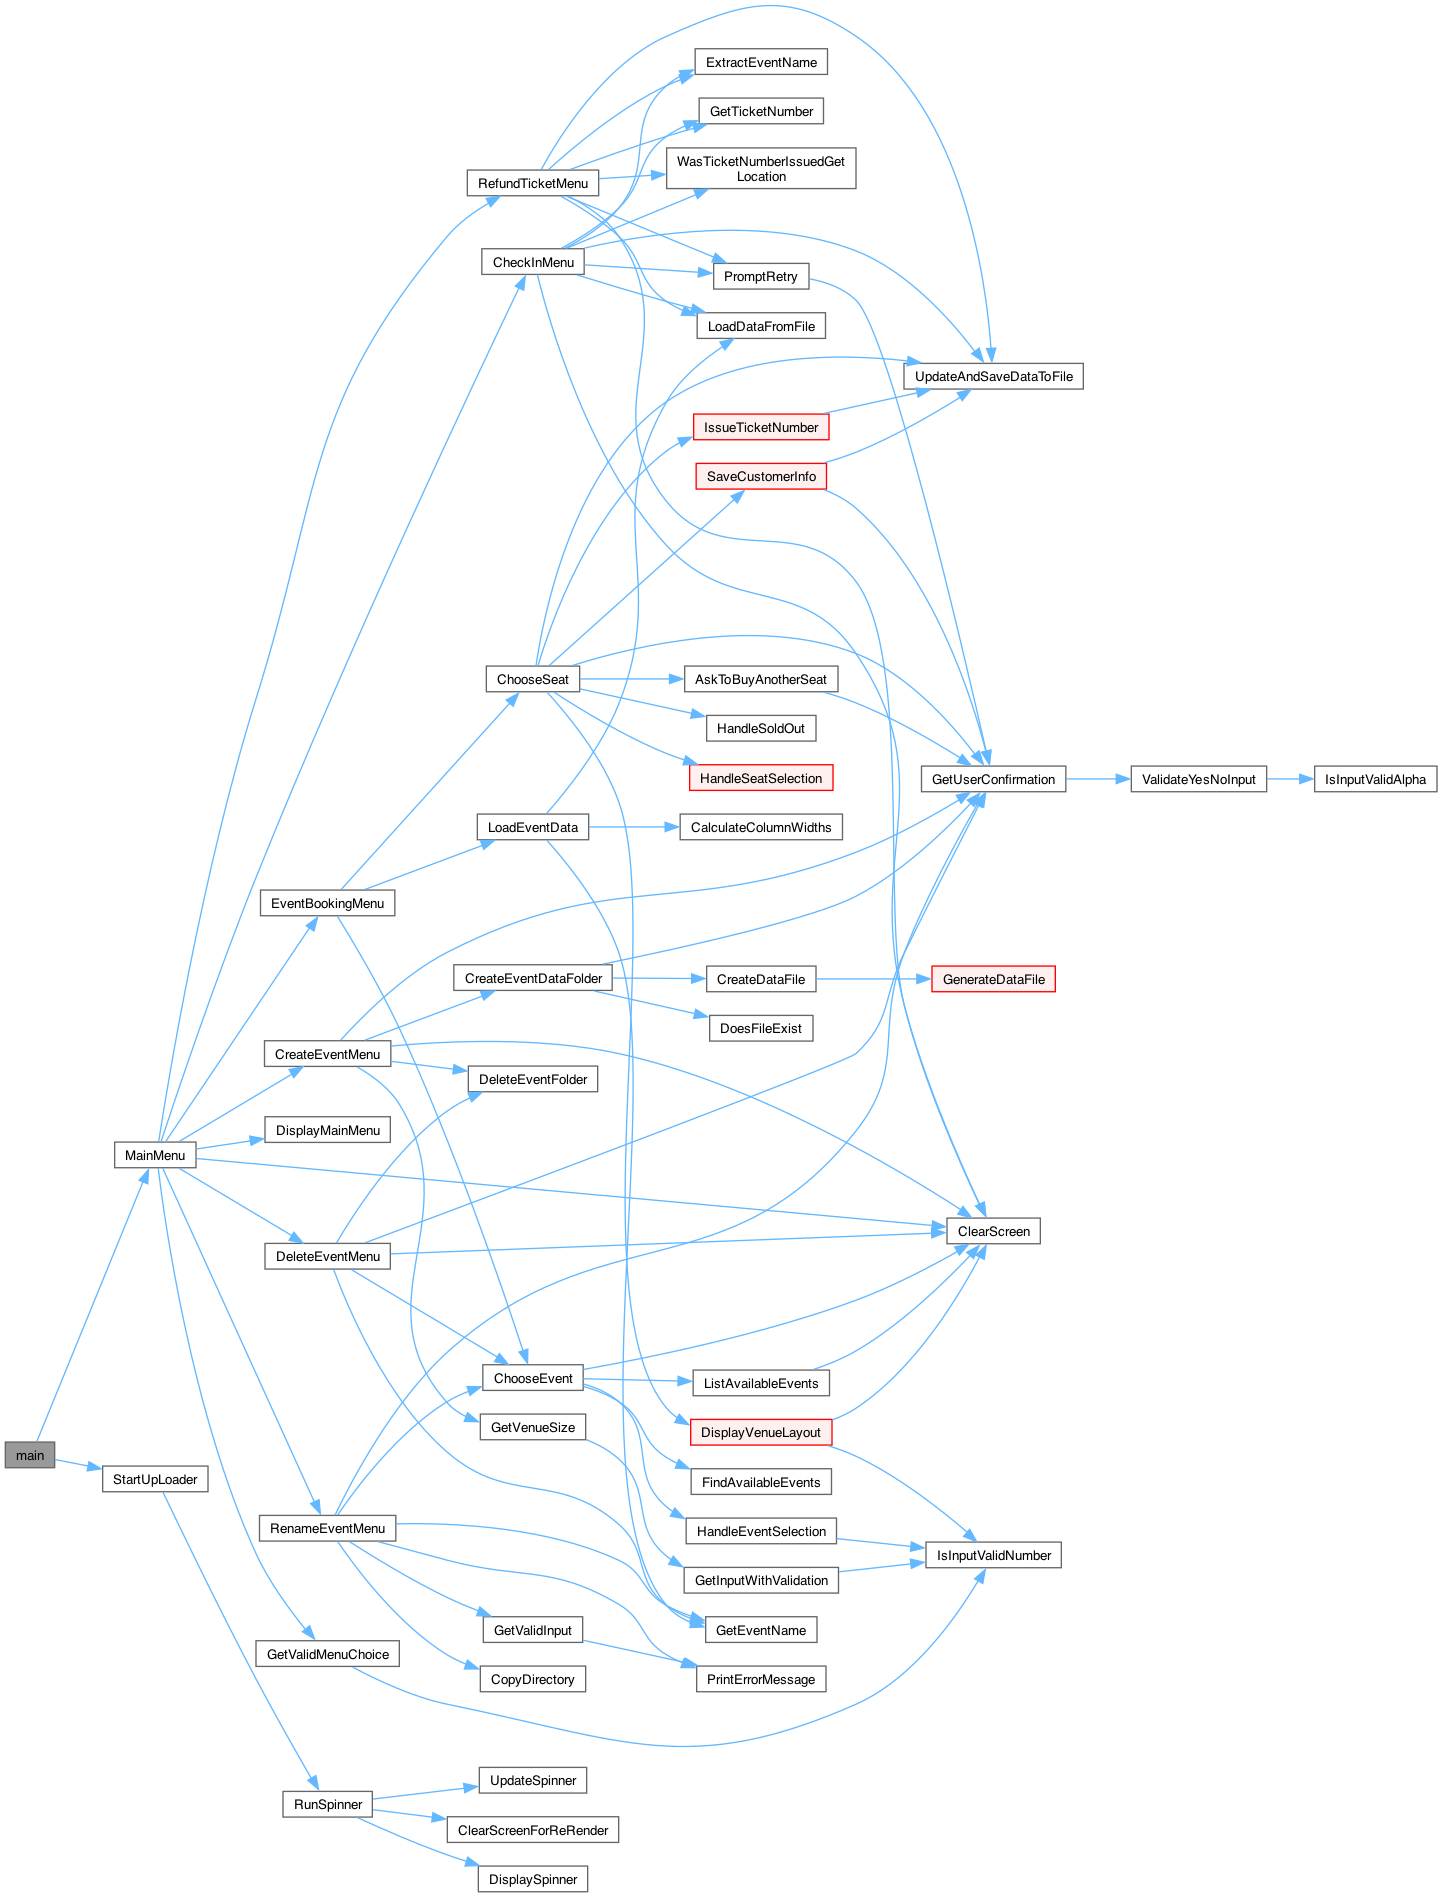 ExtractEventName
GetTicketNumber
WasTicketNumberIssuedGet
Location
RefundTicketMenu
CheckInMenu
PromptRetry
LoadDataFromFile
UpdateAndSaveDataToFile
IssueTicketNumber
SaveCustomerInfo
ChooseSeat
AskToBuyAnotherSeat
HandleSoldOut
HandleSeatSelection
GetUserConfirmation
ValidateYesNoInput
IsInputValidAlpha
LoadEventData
CalculateColumnWidths
EventBookingMenu
CreateEventDataFolder
CreateDataFile
GenerateDataFile
DoesFileExist
CreateEventMenu
DeleteEventFolder
DisplayMainMenu
MainMenu
ClearScreen
DeleteEventMenu
ChooseEvent
ListAvailableEvents
GetVenueSize
DisplayVenueLayout
main
StartUpLoader
FindAvailableEvents
RenameEventMenu
HandleEventSelection
IsInputValidNumber
GetInputWithValidation
GetValidInput
GetEventName
GetValidMenuChoice
CopyDirectory
PrintErrorMessage
UpdateSpinner
RunSpinner
ClearScreenForReRender
DisplaySpinner